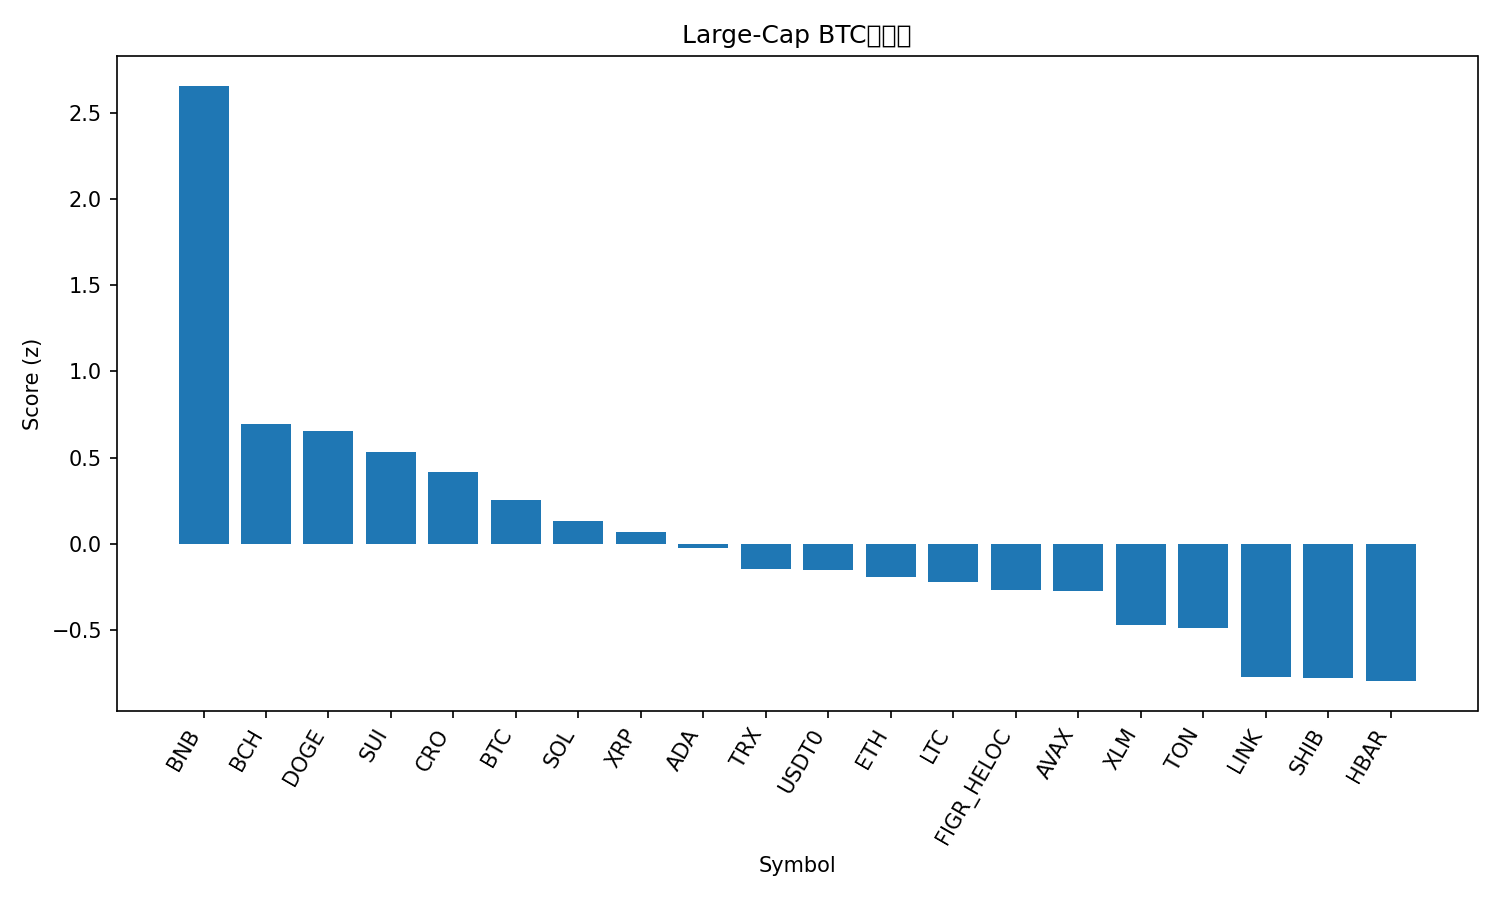 Large-Cap BTC
Score (z)
2.5
2.0
1.5
1.0
0.5
0.0
−0.5
BNB
BCH
DOGE
SUI
CRO
BTC
SOL
XRP
ADA
TRX
USDT0
ETH
LTC
FIGR_HELOC
AVAX
XLM
TON
LINK
SHIB
HBAR
Symbol